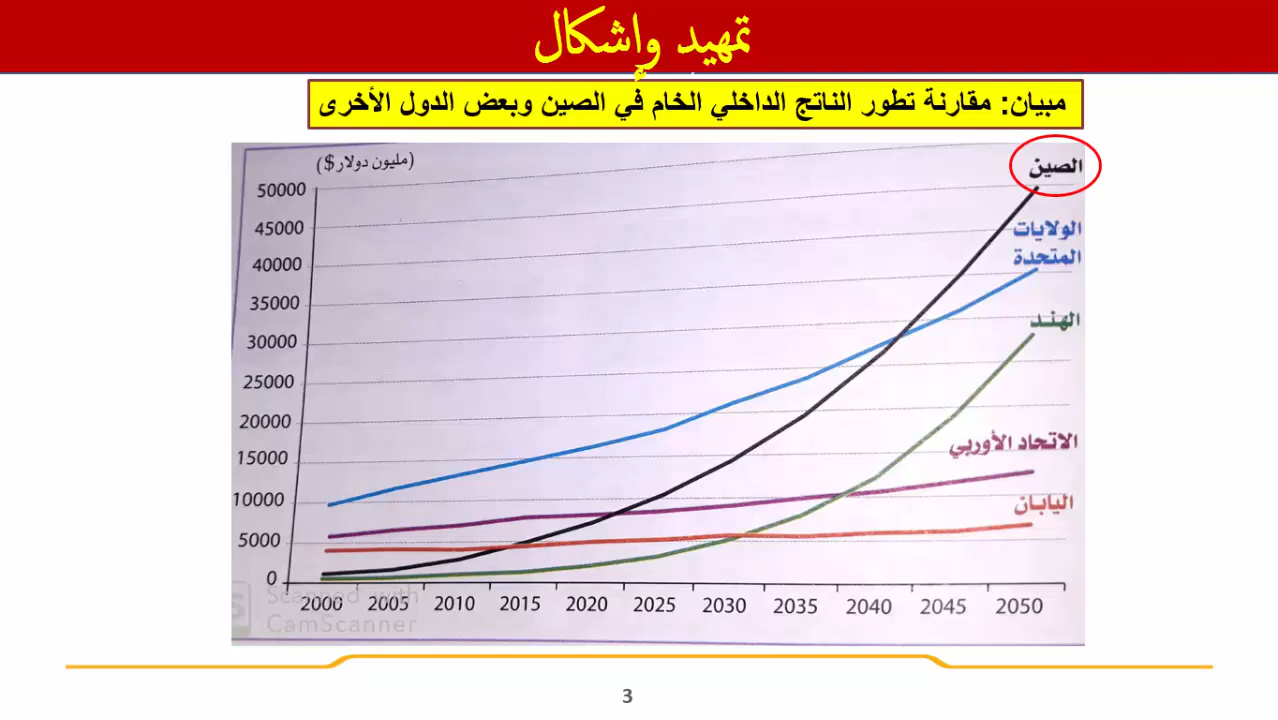 تمهيد وإشكال
مبيان: مقارنة تطور الناتج الداخلي الخام في الصين وبعض الدول الأخرى
(مليون دولار$)
50000
45000
40000
35000
30000
25000
20000
15000
10000
5000
0
الصين
الولايات
المتحدة
الهند
الاتحاد الأوربي
اليابان
2000 2005 2010 2015 2020 2025 2030 2035 2040 2045 2050
Scanned with
CamScanner
3